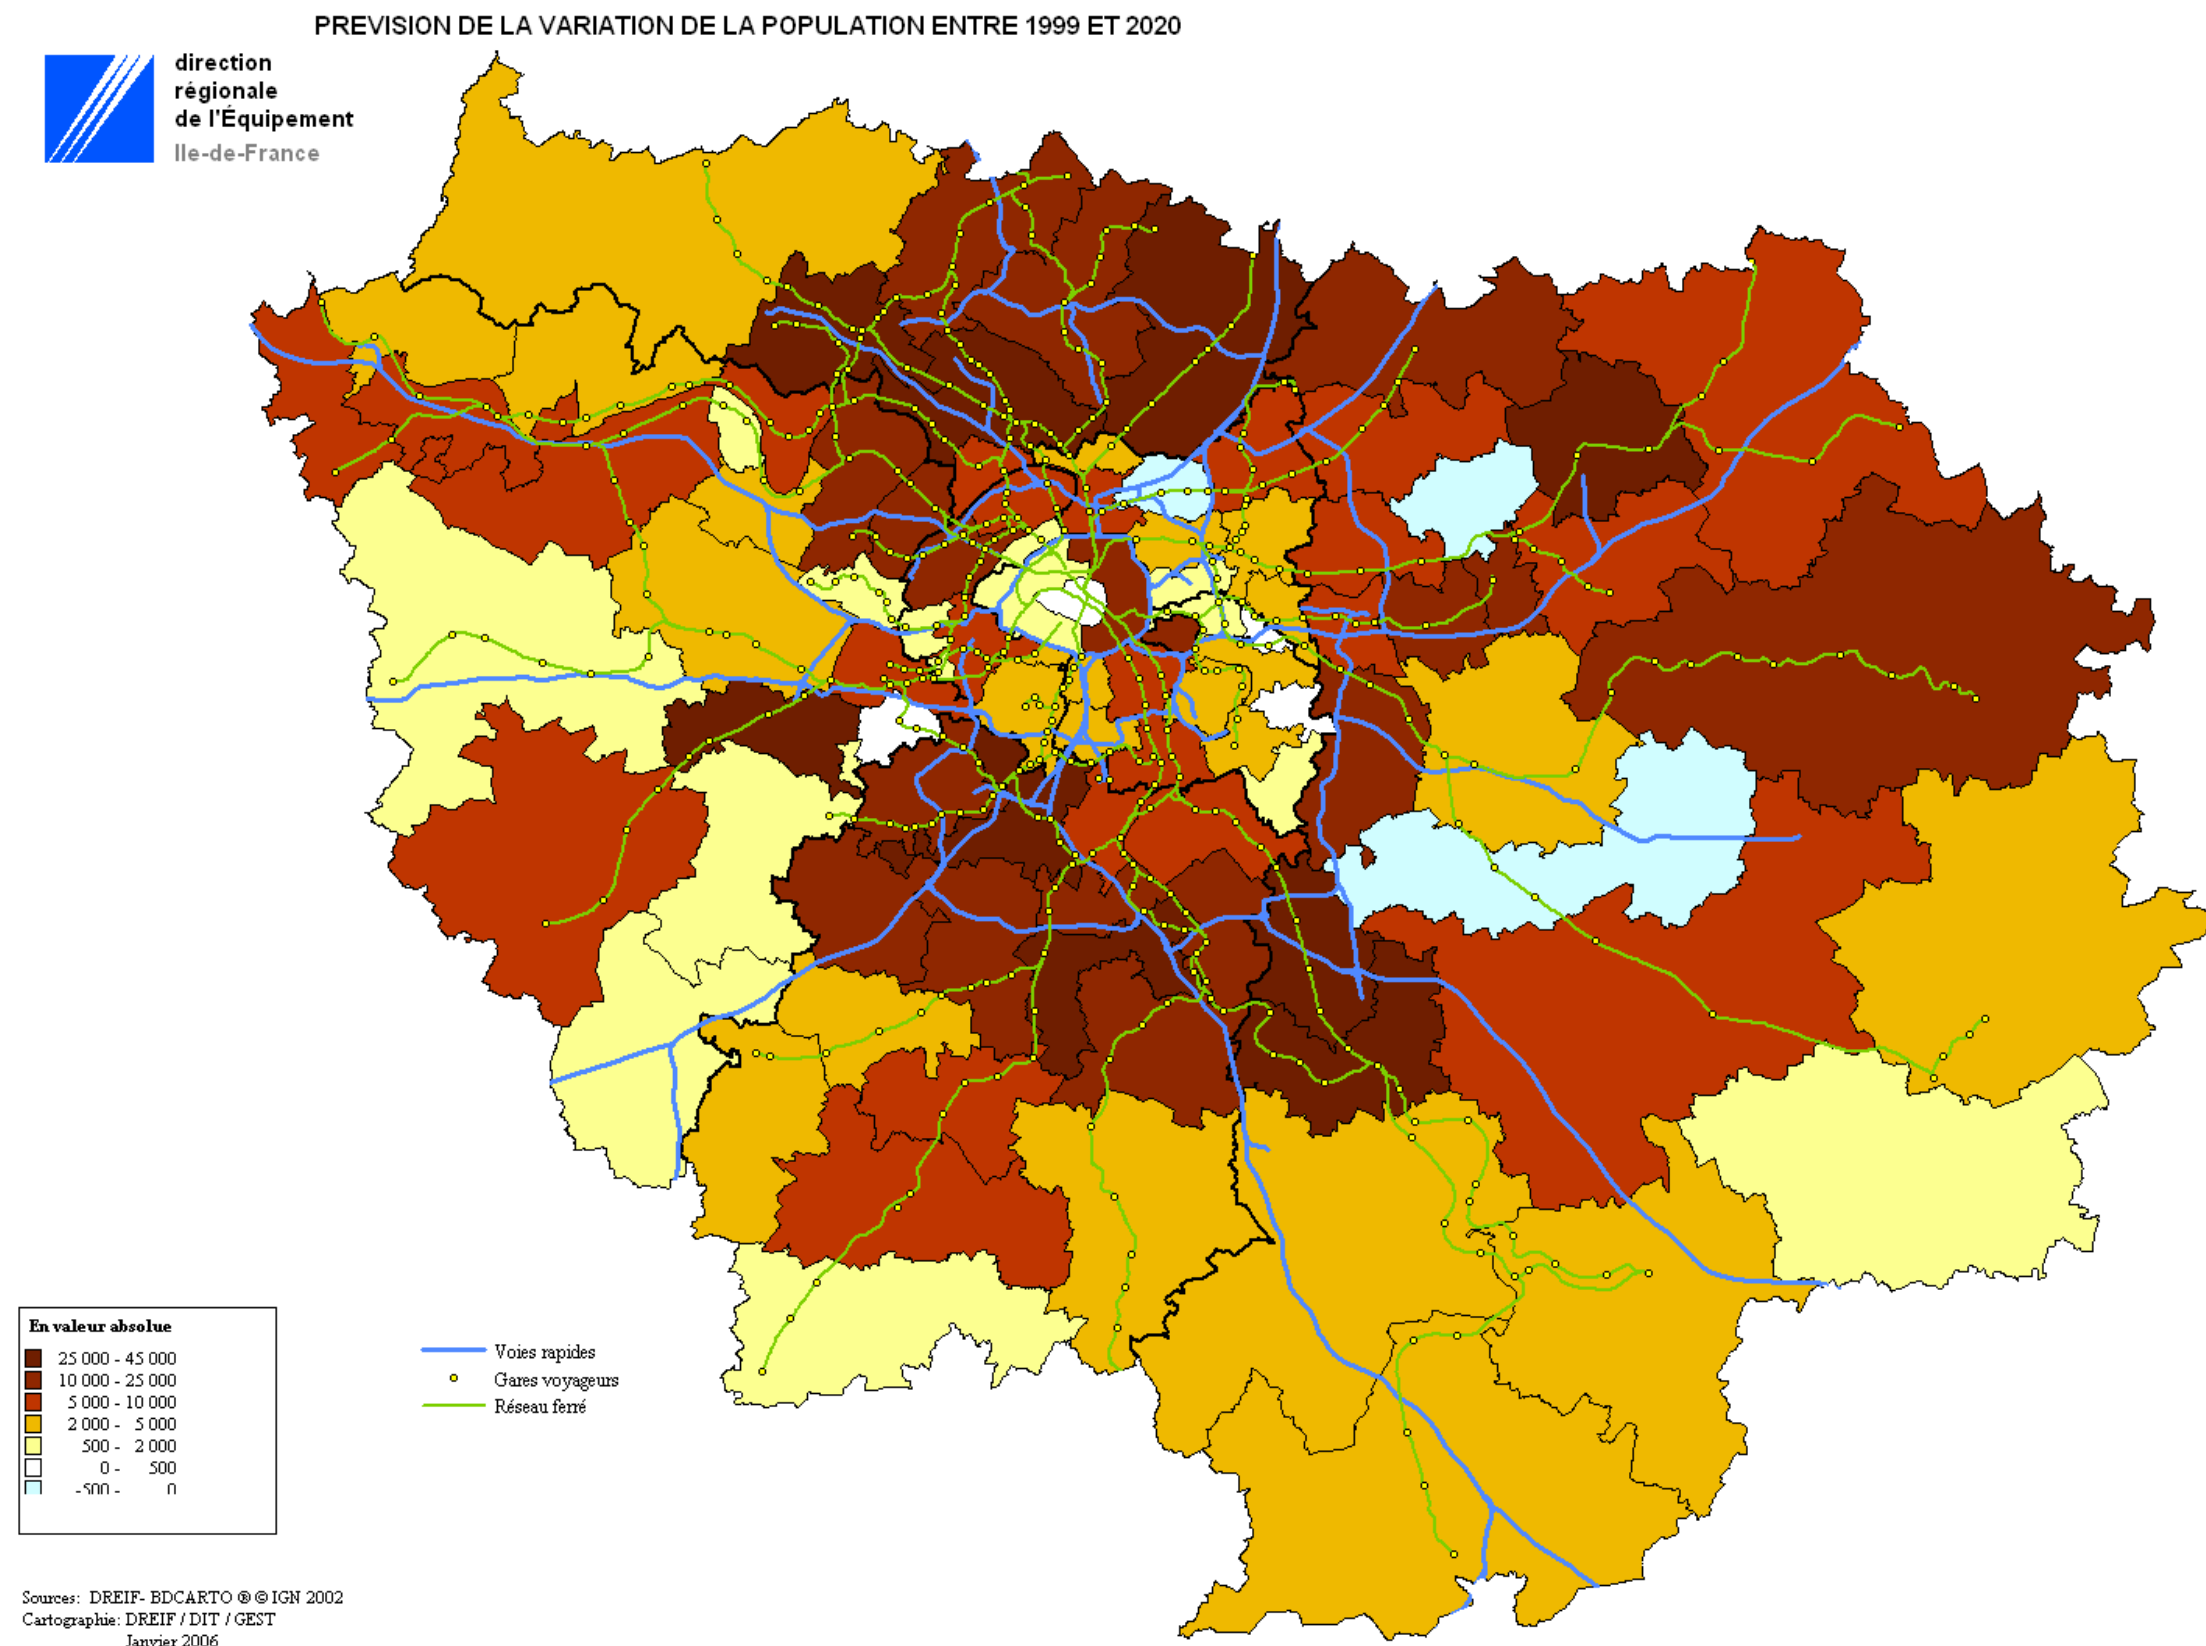 PREVISION DE LA VARIATION DE LA POPULATION ENTRE 1999 ET 2020
direction
régionale
de l'Équipement
Ile-de-France
En valeur absolue
25 000 - 45 000
10 000 - 25 000
5 000 - 10 000
2 000 - 5 000
500 - 2 000
0 - 500
-500 - 0
Voies rapides
Gares voyageurs
Réseau ferré
Sources: DREIF- BDCARTO ® © IGN 2002
Cartographie: DREIF / DIT / GEST
Janvier 2006